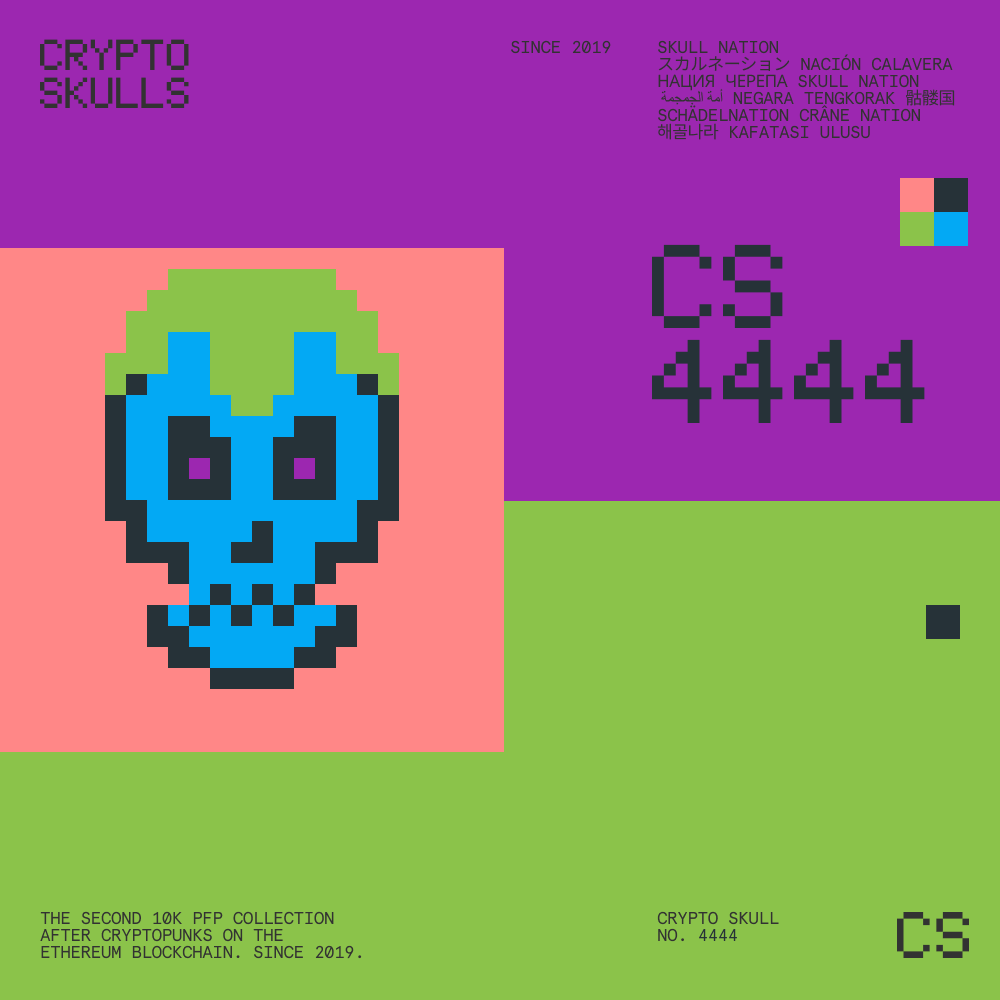 CRYPTO
SKULLS
SINCE 2019
SKULL NATION
スカルネーション NACIÓN CALAVERA
НАЦИЯ ЧЕРЕПА SKULL NATION
أمة الجمجمة NEGARA TENGKORAK 骷髅国
SCHÄDELNATION CRÂNE NATION
해골나라 KAFATASI ULUSU
CS
4444
THE SECOND 10K PFP COLLECTION
AFTER CRYPTOPUNKS ON THE
ETHEREUM BLOCKCHAIN. SINCE 2019.
CRYPTO SKULL
NO. 4444
CS